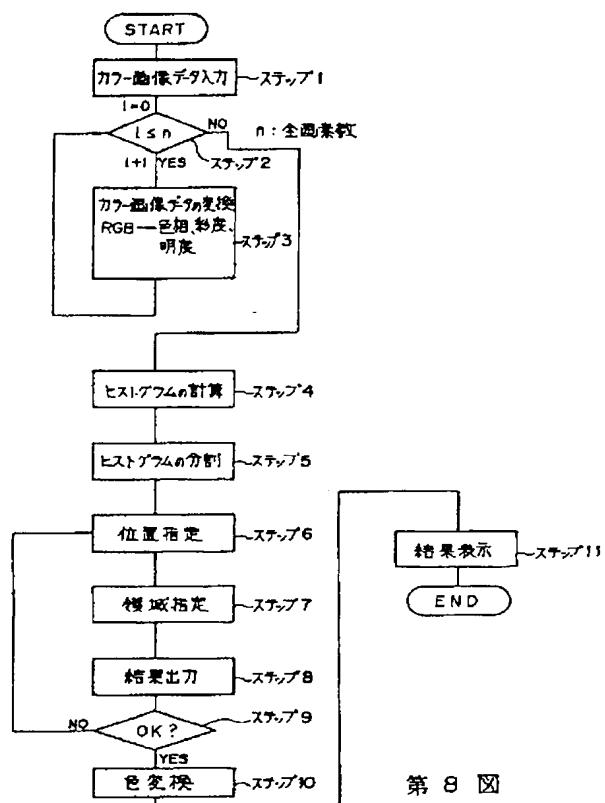 START
カラー画像データ入力
ステップ1
i=0
i≤n
NO
n:全画素数
i+1
YES
ステップ2
カラー画像データの変換
RGB—色相、彩度、
明度
ステップ3
ヒストグラムの計算
ステップ4
ヒストグラムの分割
ステップ5
位置指定
ステップ6
領域指定
ステップ7
結果出力
ステップ8
NO
OK?
ステップ9
YES
色変換
ステップ10
結果表示
ステップ11
END
第8図